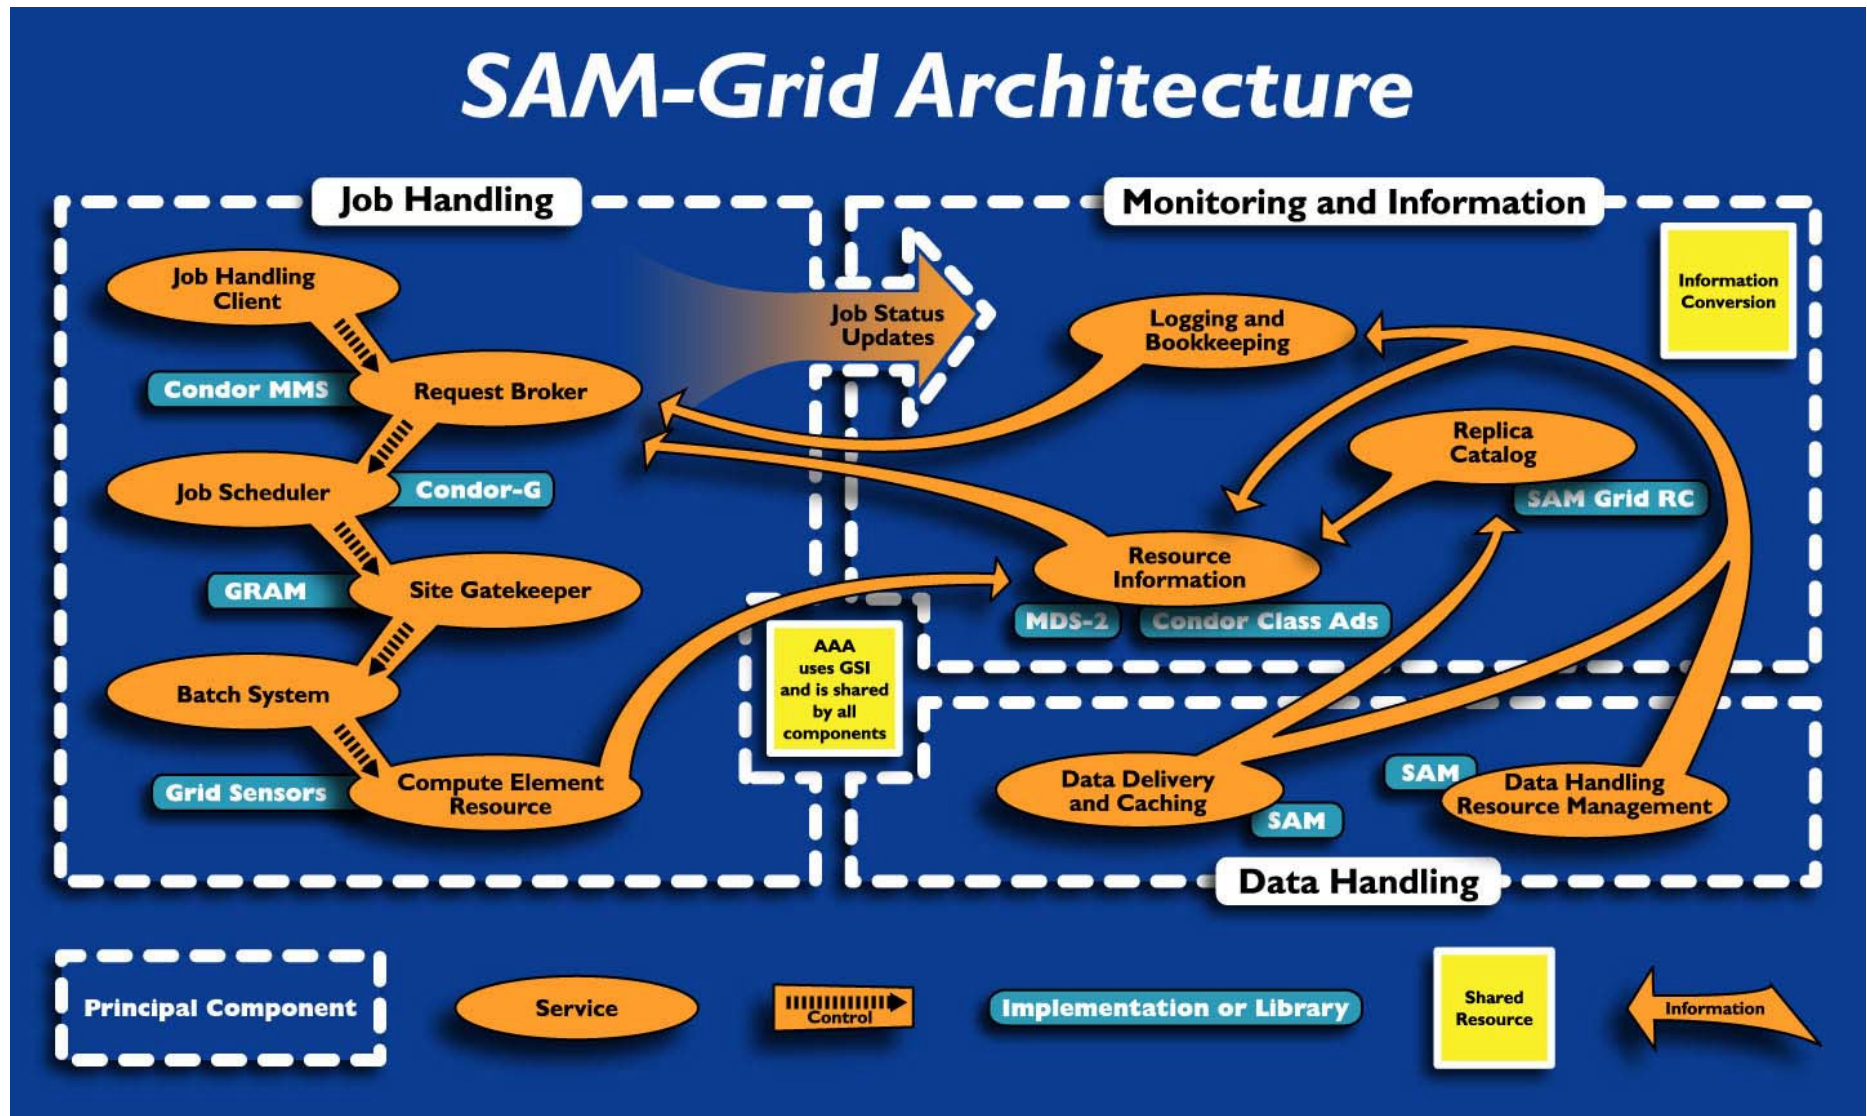 SAM-Grid Architecture
Job Handling
Job Handling
Client
Condor MMS
Request Broker
Job Scheduler
Condor-G
GRAM
Site Gatekeeper
Batch System
Grid Sensors
Compute Element
Resource
Job Status
Updates
Monitoring and Information
Information
Conversion
Logging and
Bookkeeping
Replica
Catalog
SAM Grid RC
Resource
Information
MDS-2
Condor Class Ads
AAA
uses GSI
and is shared
by all
components
Data Delivery
and Caching
SAM
SAM
Data Handling
Resource Management
Data Handling
Principal Component
Service
Control
Implementation or Library
Shared
Resource
Information